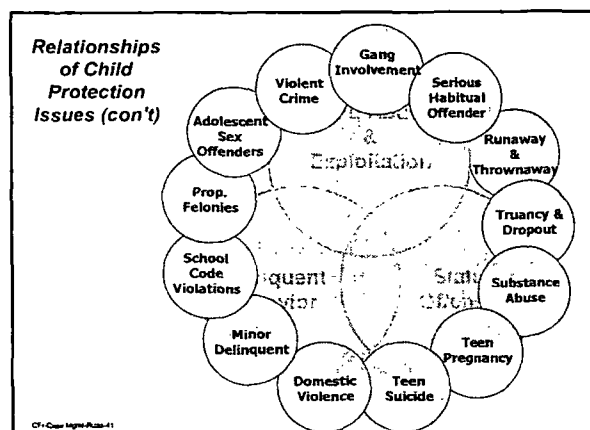 Relationships
of Child
Protection
Issues (con't)
Gang
Involvement
Violent
Crime
Serious
Habitual
Offender
Adolescent
Sex
Offenders
Runaway
&
Thrownaway
&
Exploitation
Prop.
Felonies
Truancy &
Dropout
School
Code
Violations
Substance
Abuse
Minor
Delinquent
Teen
Pregnancy
Domestic
Violence
Teen
Suicide